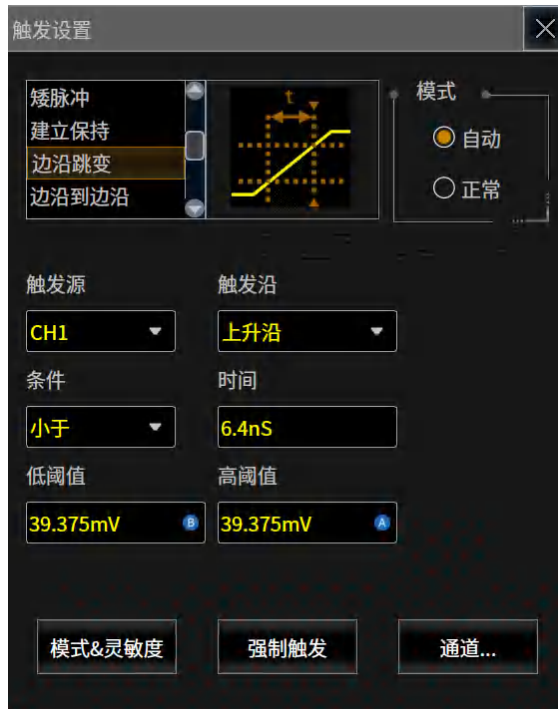 触发设置
矮脉冲
建立保持
边沿跳变
边沿到边沿
t
模式
自动
正常
触发源
触发沿
CH1
上升沿
条件
时间
小于
6.4nS
低阈值
高阈值
39.375mV B
39.375mV A
模式&灵敏度
强制触发
通道...